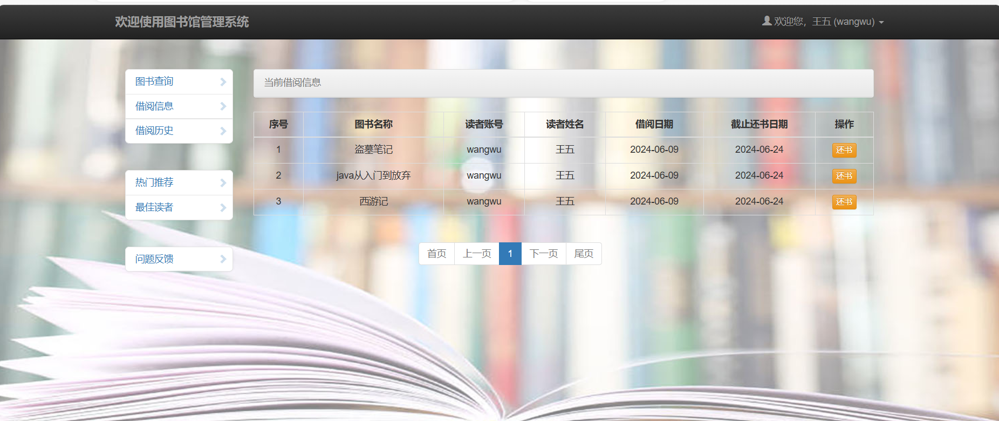 欢迎使用图书馆管理系统
欢迎您，王五 (wangwu)
图书查询
借阅信息
借阅历史
热门推荐
最佳读者
问题反馈
当前借阅信息
序号 图书名称 读者账号 读者姓名 借阅日期 截止还书日期 操作
1 盗墓笔记 wangwu 王五 2024-06-09 2024-06-24 还书
2 java从入门到放弃 wangwu 王五 2024-06-09 2024-06-24 还书
3 西游记 wangwu 王五 2024-06-09 2024-06-24 还书
首页 上一页 1 下一页 尾页